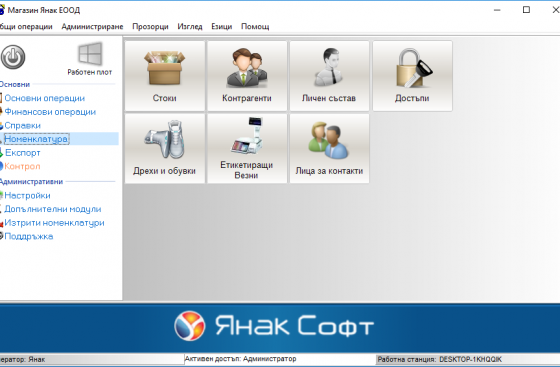 Магазин Янак ЕООД
бщи операции Администриране Прозорци Изглед Езици Помощ
Работен плот
Основни
Основни операции
Финансови операции
Справки
Номенклатура
Експорт
Контрол
Административни
Настройки
Допълнителни модули
Изтрити номенклатури
Поддръжка
Стоки
Контрагенти
Личен състав
Достъпи
Дрехи и обувки
Етикетиращи Везни
Лица за контакти
Янак Софт
ератор: Янак
Активен достъп: Администратор
Работна станция: DESKTOP-1KHQQIK